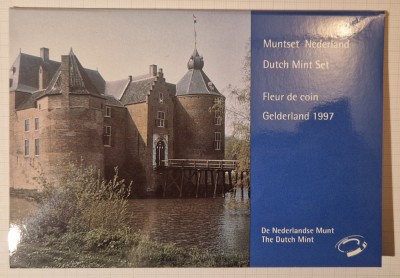 Muntset Nederland
Dutch Mint Set
Fleur de coin
Gelderland 1997
De Nederlandse Munt
The Dutch Mint